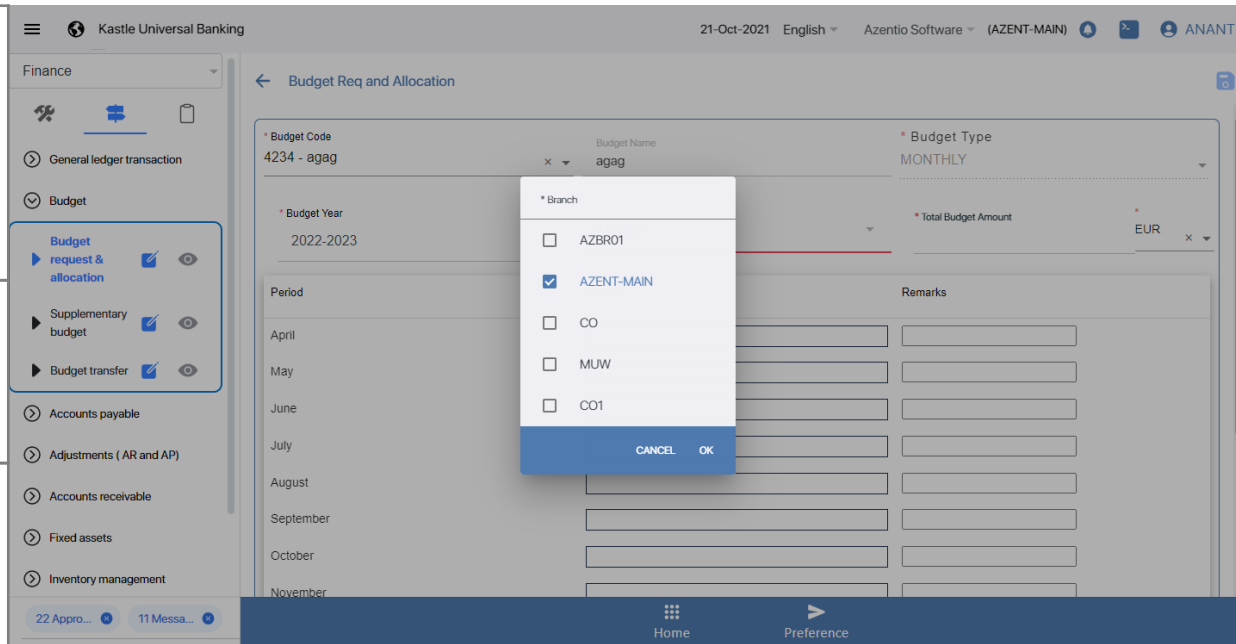 Kastle Universal Banking
21-Oct-2021 English Azentio Software (AZENT-MAIN) ANANT
Finance
General ledger transaction
Budget
Budget
request &
allocation
Supplementary
budget
Budget transfer
Accounts payable
Adjustments ( AR and AP)
Accounts receivable
Fixed assets
Inventory management
22 Appro... 11 Messa...
Budget Req and Allocation
* Budget Code
4234 - agag
Budget Name
agag
* Budget Type
MONTHLY
* Budget Year
2022-2023
* Total Budget Amount
*
EUR
* Branch
AZBR01
AZENT-MAIN
CO
MUW
CO1
CANCEL OK
Period Remarks
April
May
June
July
August
September
October
November
Home Preference